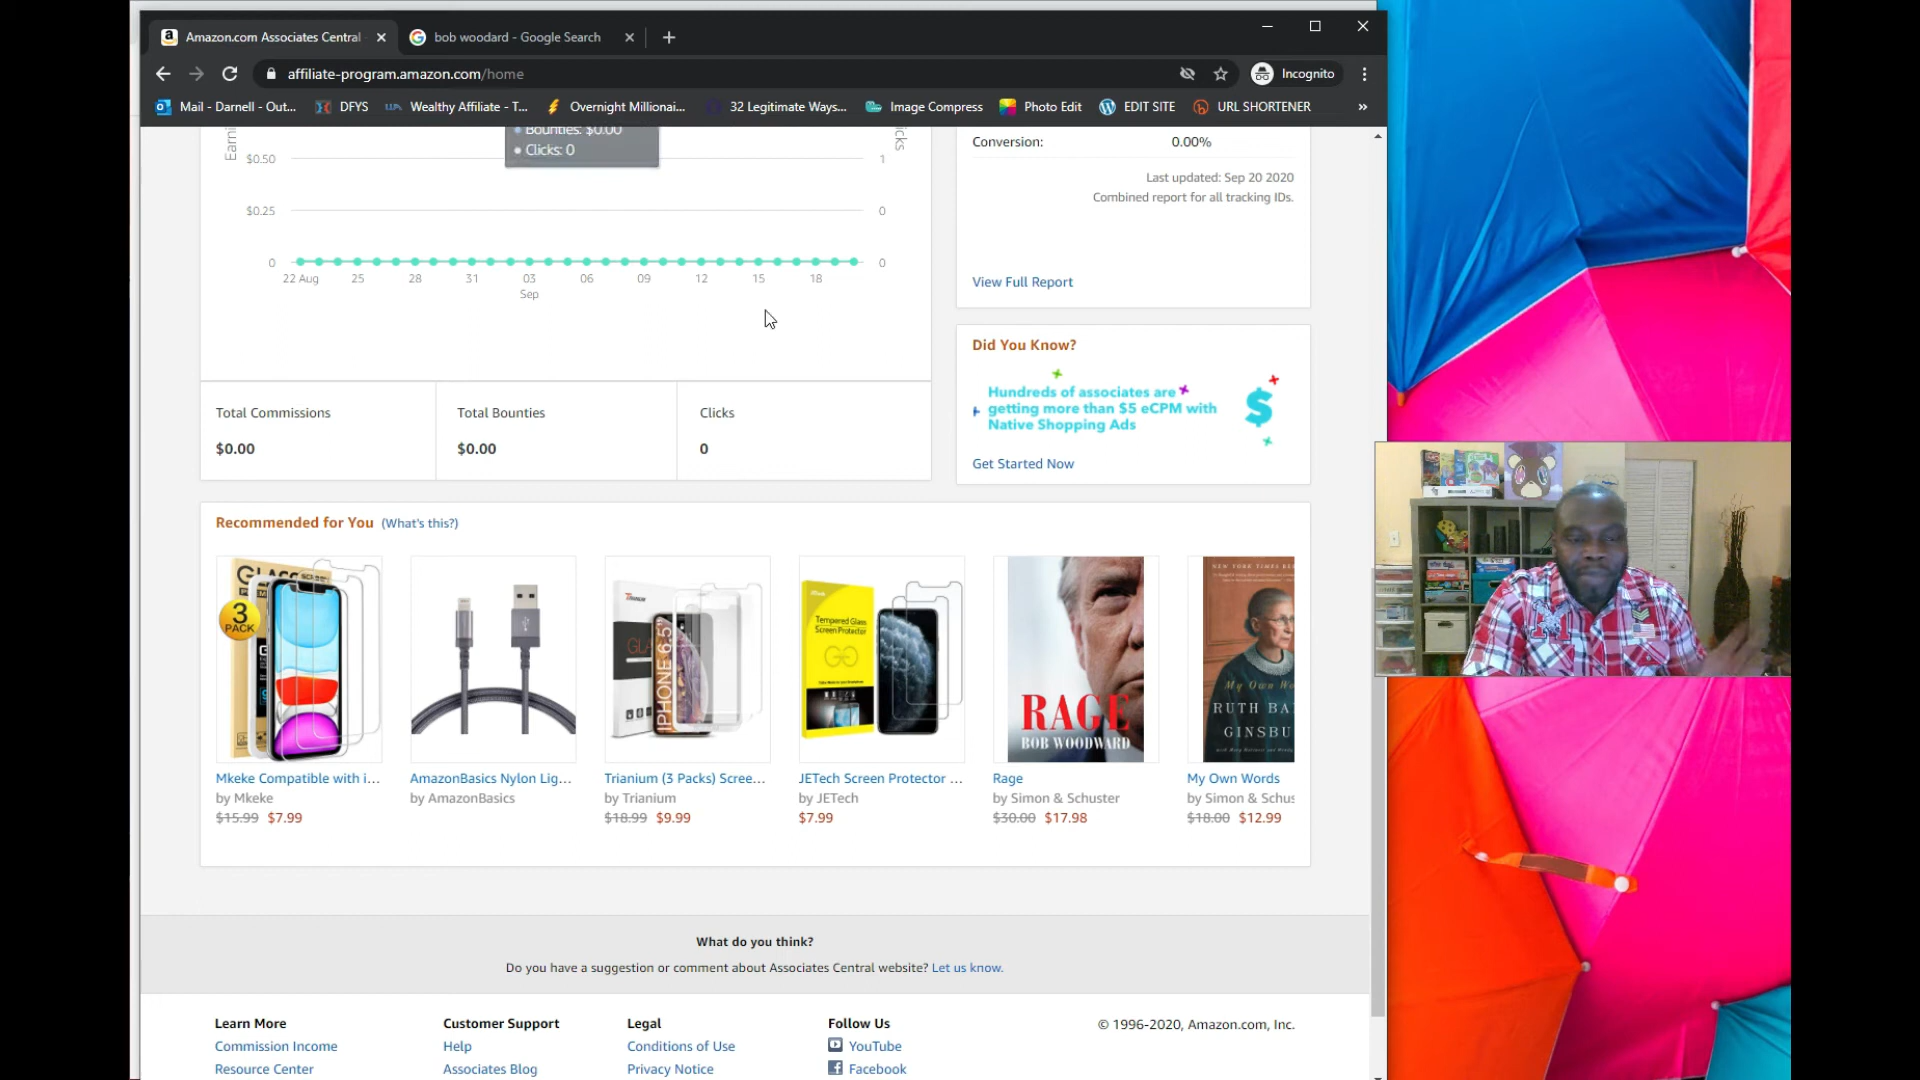 Amazon.com Associates Central
bob woodard - Google Search
affiliate-program.amazon.com/home
Incognito
Mail - Darnell - Out...
DFYS
Wealthy Affiliate - T...
Overnight Millionai...
32 Legitimate Ways...
Image Compress
Photo Edit
EDIT SITE
URL SHORTENER
»
Bounties: $0.00
Clicks: 0
$0.50
$0.25
0
1
0
0
22 Aug
25
28
31
03
06
09
12
15
18
Sep
Conversion:
0.00%
Last updated: Sep 20 2020
Combined report for all tracking IDs.
View Full Report
Total Commissions
$0.00
Total Bounties
$0.00
Clicks
0
Did You Know?
Hundreds of associates are
getting more than $5 eCPM with
Native Shopping Ads
$
Get Started Now
Recommended for You (What's this?)
3
PACK
IPHONE 6.5
Tempered Glass
Screen Protector
RAGE
BOB WOODWARD
My Own
RUTH BA
GINSBU
Mkeke Compatible with i...
by Mkeke
$15.99 $7.99
AmazonBasics Nylon Lig...
by AmazonBasics
Trianium (3 Packs) Scree...
by Trianium
$18.99 $9.99
JETech Screen Protector ...
by JETech
$7.99
Rage
by Simon & Schuster
$30.00 $17.98
My Own Words
by Simon & Schus
$18.00 $12.99
What do you think?
Do you have a suggestion or comment about Associates Central website? Let us know.
Learn More
Commission Income
Resource Center
Customer Support
Help
Associates Blog
Legal
Conditions of Use
Privacy Notice
Follow Us
YouTube
Facebook
© 1996-2020, Amazon.com, Inc.